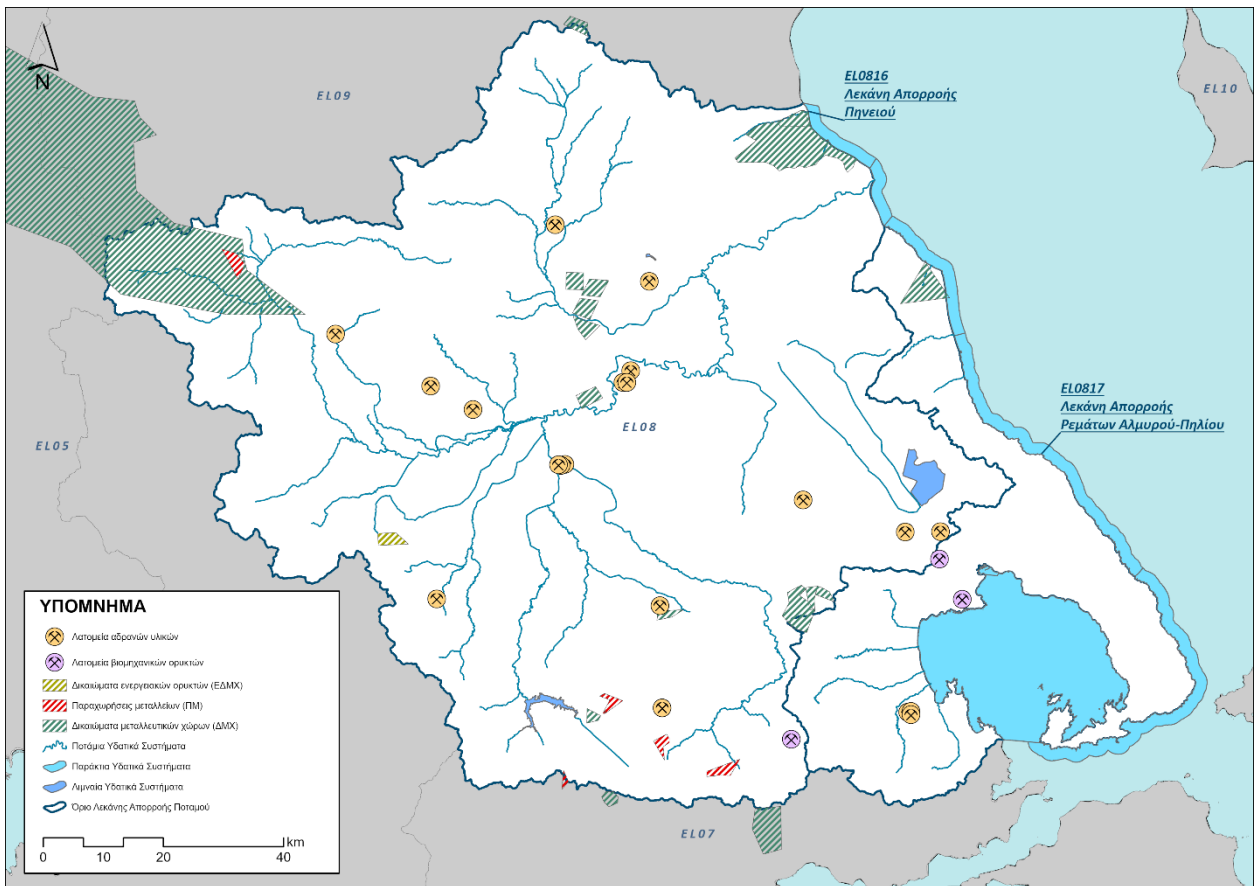 EL0816
Λεκάνη Απορροής
Πηνειού
EL09
EL10
N
EL05
EL08
EL0817
Λεκάνη Απορροής
Ρεμάτων Αλμυρού-Πηλίου
EL07
ΥΠΟΜΝΗΜΑ
Λατομεία αδρανών υλικών
Λατομεία βιομηχανικών ορυκτών
Δικαιώματα ενεργειακών ορυκτών (ΕΔΜΧ)
Παραχωρήσεις μεταλλείων (ΠΜ)
Δικαιώματα μεταλλευτικών χώρων (ΔΜΧ)
Ποτάμια Υδατικά Συστήματα
Παράκτια Υδατικά Συστήματα
Λιμναία Υδατικά Συστήματα
Όριο Λεκάνης Απορροής Ποταμού
km
0 10 20 40